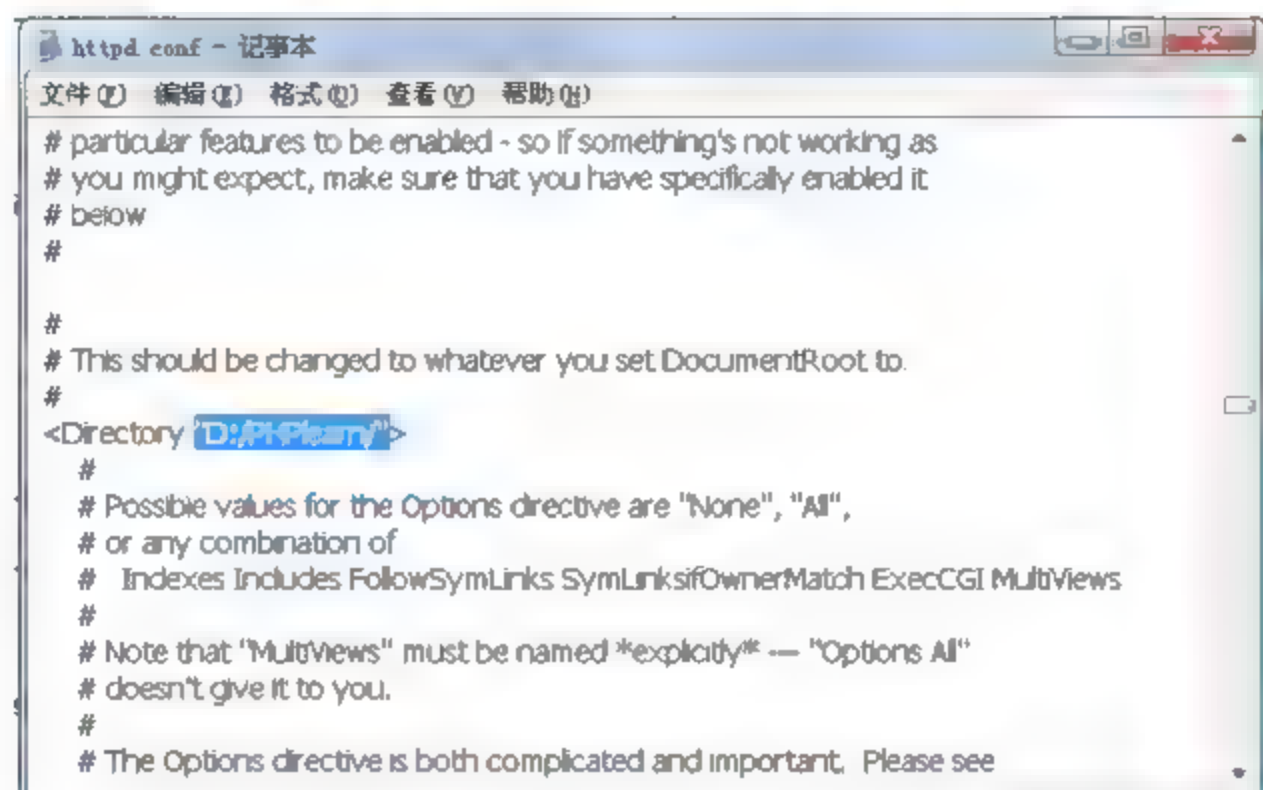 httpd.conf - 记事本
文件(F) 编辑(E) 格式(O) 查看(V) 帮助(H)
# particular features to be enabled - so if something's not working as
# you might expect, make sure that you have specifically enabled it
# below
#
#
# This should be changed to whatever you set DocumentRoot to.
#
<Directory >
#
# Possible values for the Options directive are "None", "All",
# or any combination of
# Indexes Includes FollowSymLinks SymLinksifOwnerMatch ExecCGI MultiViews
#
# Note that "MultiViews" must be named *explicitly* --- "Options All"
# doesn't give it to you.
#
# The Options directive is both complicated and important. Please see